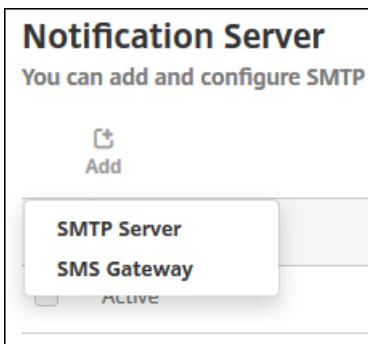 Notification Server
You can add and configure SMTP
Add
SMTP Server
SMS Gateway
Active